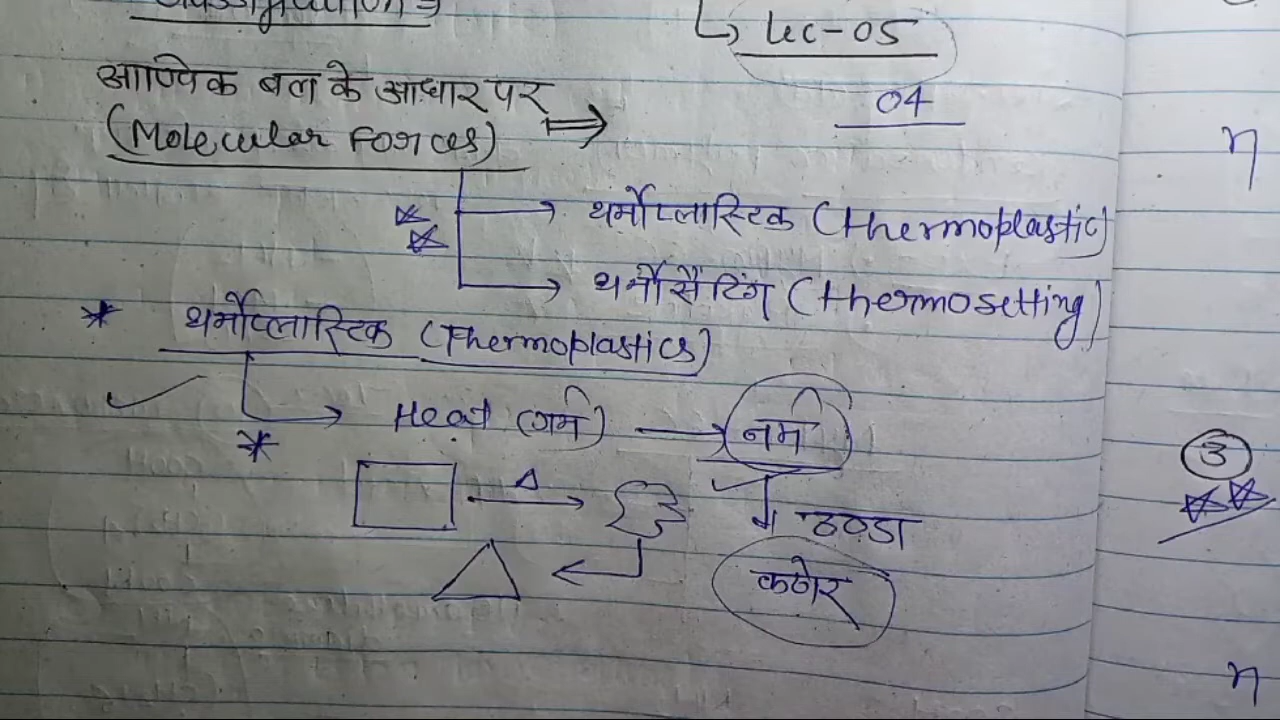 Classification ⇒
↳ Lec-05
आण्विक बल के आधार पर
04
(Molecular Forces) ⇒
→ थर्मोप्लास्टिक (thermoplastic)
→ थर्मोसैटिंग (thermosetting)
* थर्मोप्लास्टिक (Thermoplastics)
→ Heat (गर्म) → नर्म
Δ
↓ ठण्डा
कठोर
3
η
η